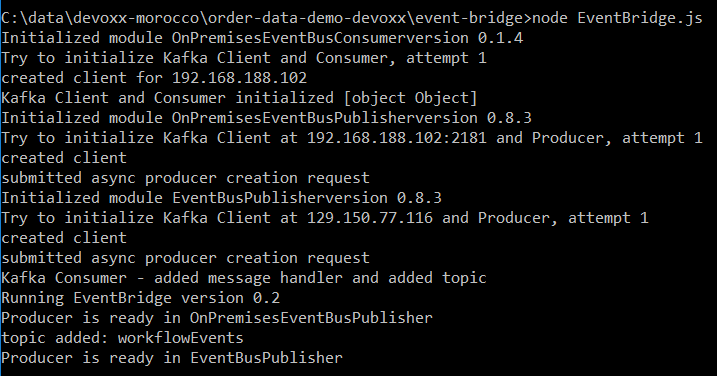 C:\data\devoxx-morocco\order-data-demo-devoxx\event-bridge>node EventBridge.js
Initialized module OnPremisesEventBusConsumerversion 0.1.4
Try to initialize Kafka Client and Consumer, attempt 1
created client for 192.168.188.102
Kafka Client and Consumer initialized [object Object]
Initialized module OnPremisesEventBusPublisherversion 0.8.3
Try to initialize Kafka Client at 192.168.188.102:2181 and Producer, attempt 1
created client
submitted async producer creation request
Initialized module EventBusPublisherversion 0.8.3
Try to initialize Kafka Client at 129.150.77.116 and Producer, attempt 1
created client
submitted async producer creation request
Kafka Consumer - added message handler and added topic
Running EventBridge version 0.2
Producer is ready in OnPremisesEventBusPublisher
topic added: workflowEvents
Producer is ready in EventBusPublisher